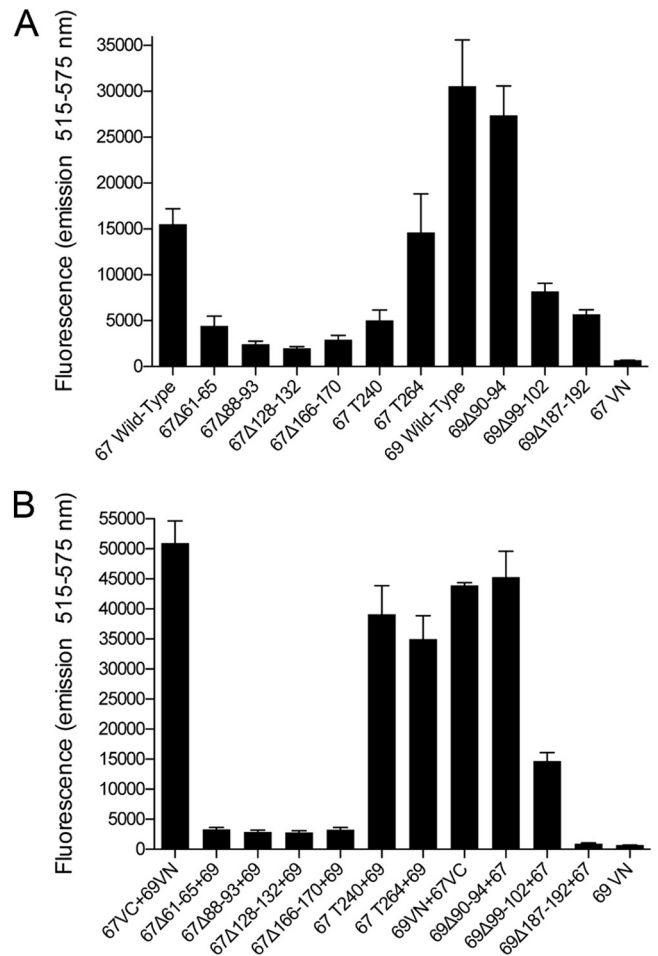 A
Fluorescence (emission 515-575 nm)
35000
30000
25000
20000
15000
10000
5000
0
67 Wild-Type
67Δ61-65
67Δ88-93
67Δ128-132
67Δ166-170
67 T240
67 T264
69 Wild-Type
69Δ90-94
69Δ99-102
69Δ187-192
67 VN
B
Fluorescence (emission 515-575 nm)
55000
50000
45000
40000
35000
30000
25000
20000
15000
10000
5000
0
67VC+69VN
67Δ61-65+69
67Δ88-93+69
67Δ128-132+69
67Δ166-170+69
67 T240+69
67 T264+69
69VN+67VC
69Δ90-94+67
69Δ99-102+67
69Δ187-192+67
69 VN